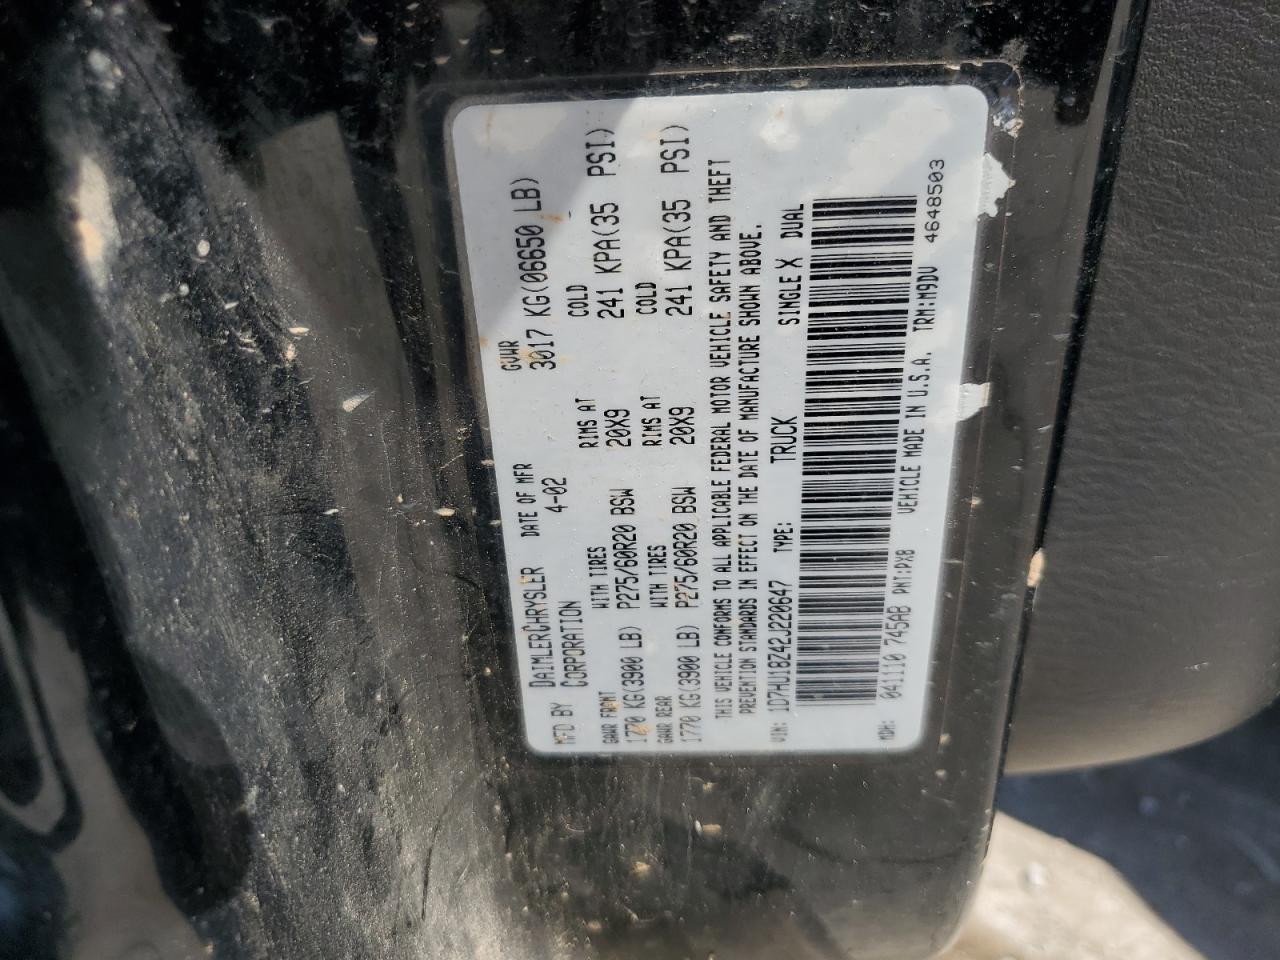 MFD BY DAIMLERCHRYSLER CORPORATION DATE OF MFR 4-02 GVWR 3017 KG(06650 LB)
GAWR FRONT WITH TIRES RIMS AT COLD
1770 KG(3900 LB) P275/60R20 BSW 20X9 241 KPA(35 PSI)
GAWR REAR WITH TIRES RIMS AT COLD
1770 KG(3900 LB) P275/60R20 BSW 20X9 241 KPA(35 PSI)
THIS VEHICLE CONFORMS TO ALL APPLICABLE FEDERAL MOTOR VEHICLE SAFETY AND THEFT
PREVENTION STANDARDS IN EFFECT ON THE DATE OF MANUFACTURE SHOWN ABOVE.
VIN: 1D7HU18Z42J220647 TYPE: TRUCK SINGLE X DUAL
MDH: 041110 745AB PNT:PXB VEHICLE MADE IN U.S.A. TRM:M9DV 4648503